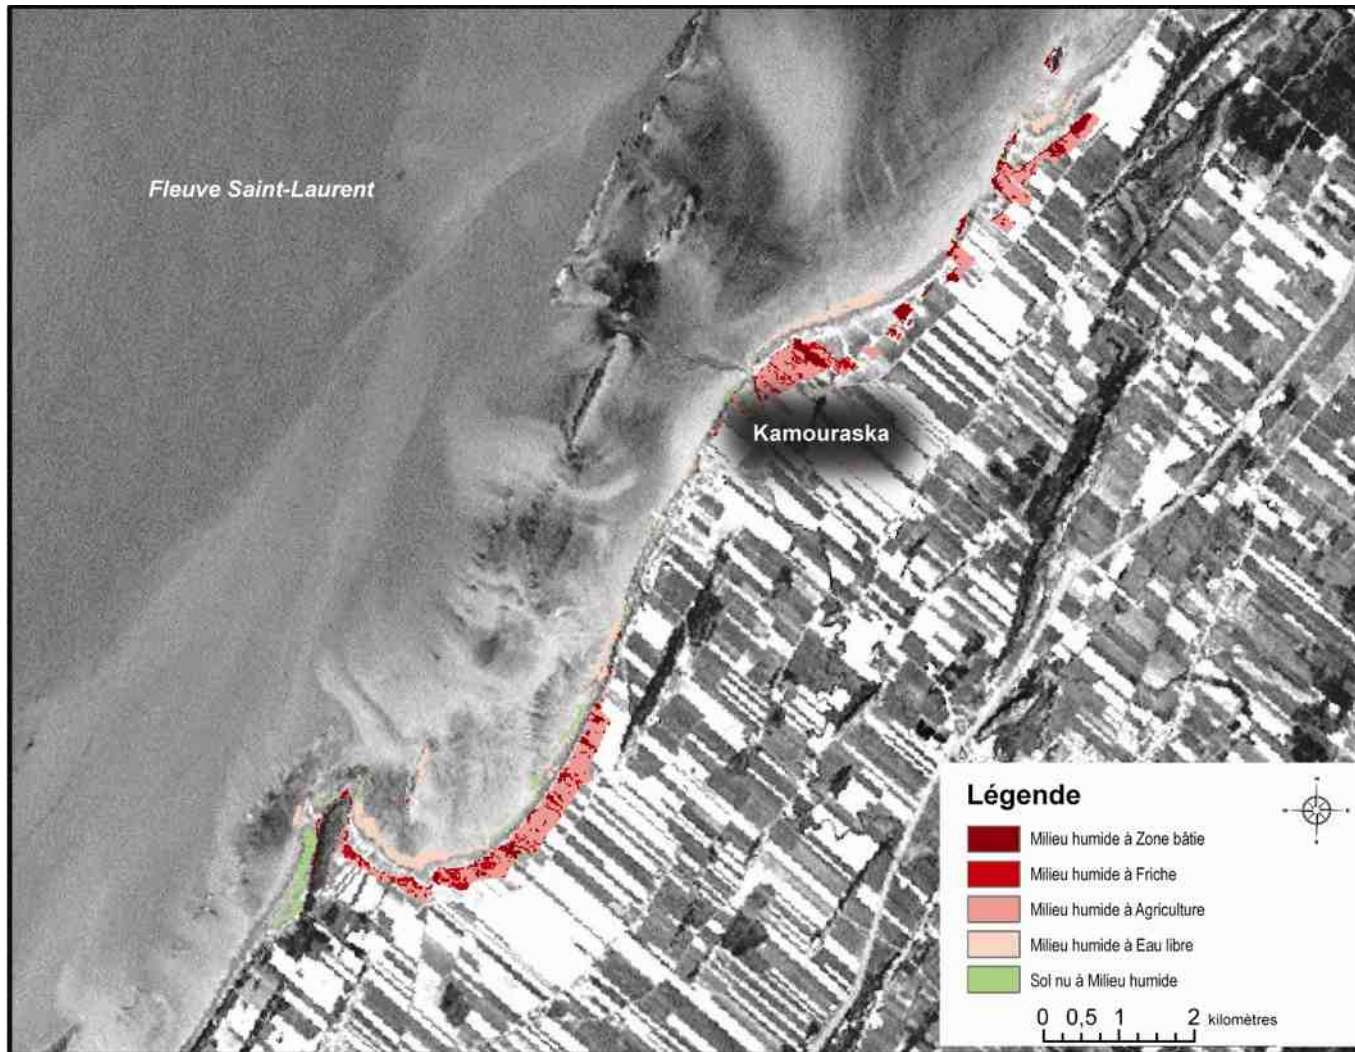 Fleuve Saint-Laurent
Kamouraska
Légende
Milieu humide à Zone bâtie
Milieu humide à Friche
Milieu humide à Agriculture
Milieu humide à Eau libre
Sol nu à Milieu humide
0 0,5 1 2 kilomètres